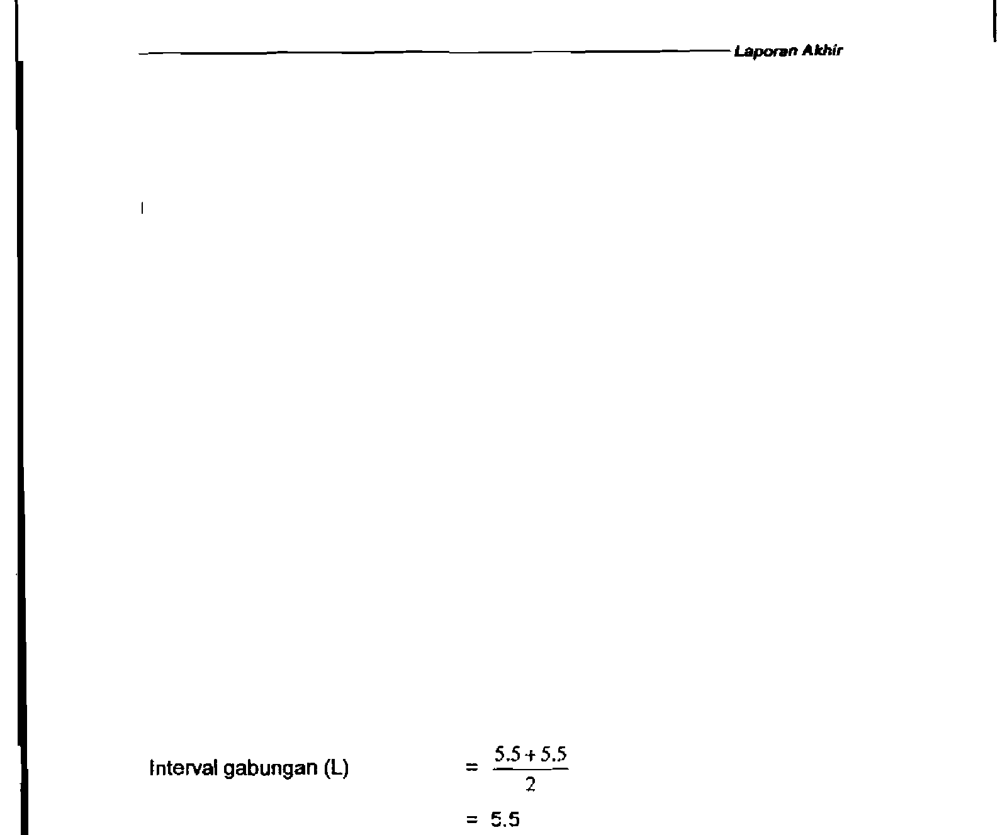 Laporan Akhir
Interval gabungan (L) = 5.5 + 5.5
2
= 5.5